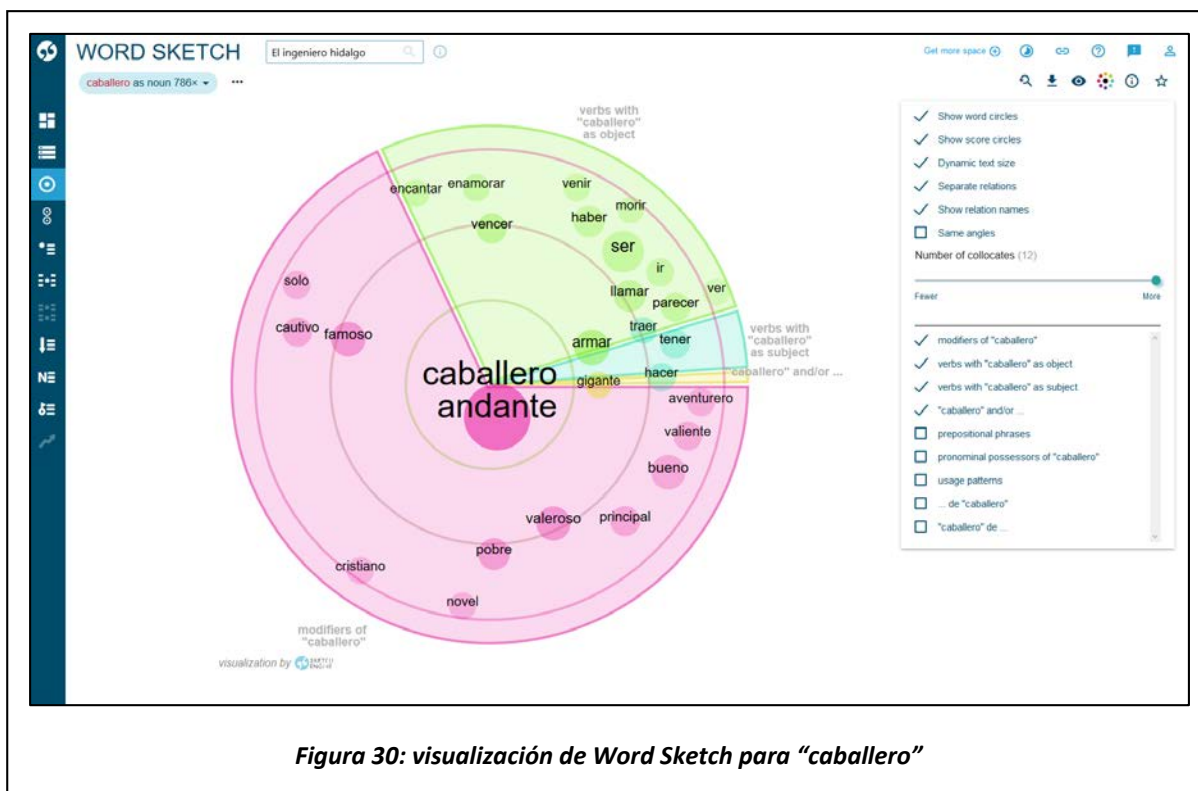 WORD SKETCH
El ingeniero hidalgo
Get more space
caballero as noun 786×
verbs with
"caballero"
as object
encantar
enamorar
venir
morir
vencer
haber
ser
ir
llamar
parecer
ver
solo
cautivo
famoso
armar
traer
tener
verbs with
"caballero"
as subject
caballero
andante
gigante
hacer
"caballero" and/or ...
aventurero
valiente
bueno
valeroso
principal
pobre
cristiano
novel
modifiers of
"caballero"
visualization by SKETCH ENGINE
Show word circles
Show score circles
Dynamic text size
Separate relations
Show relation names
Same angles
Number of collocates (12)
Fewer More
modifiers of "caballero"
verbs with "caballero" as object
verbs with "caballero" as subject
"caballero" and/or ...
prepositional phrases
pronominal possessors of "caballero"
usage patterns
... de "caballero"
"caballero" de ...
Figura 30: visualización de Word Sketch para “caballero”